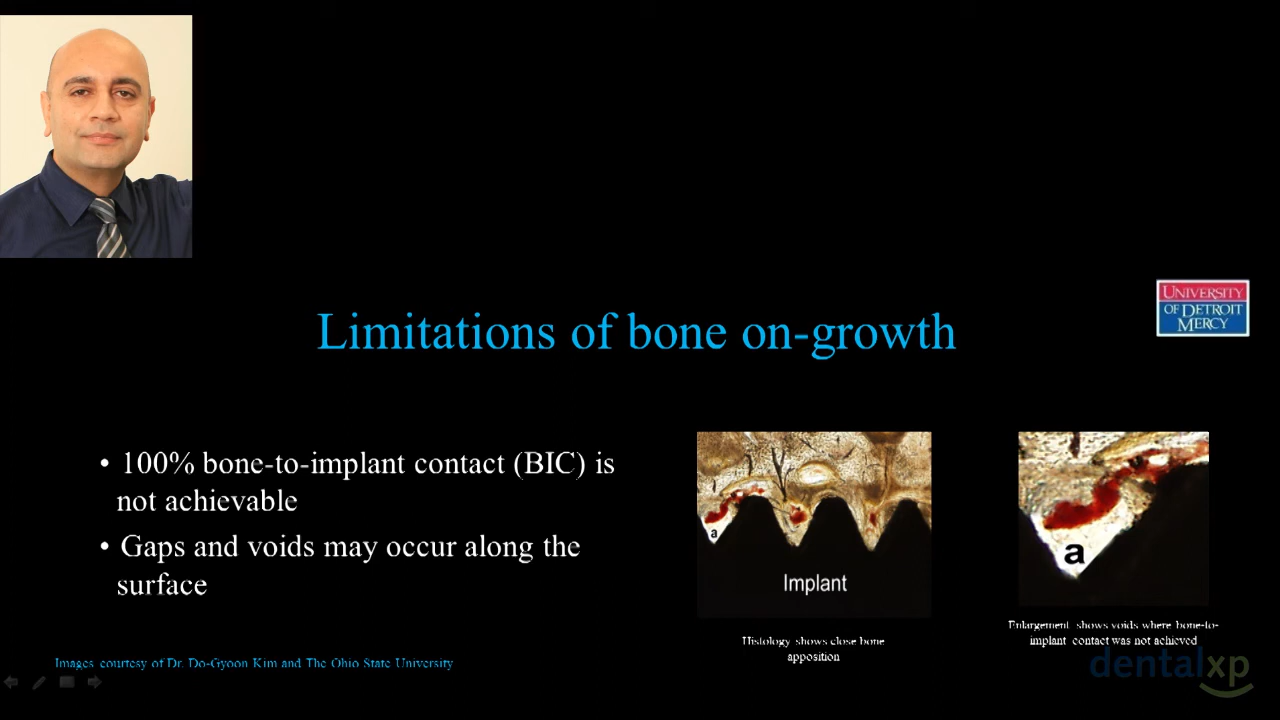 Limitations of bone on-growth
UNIVERSITY
OF DETROIT
MERCY
• 100% bone-to-implant contact (BIC) is
not achievable
• Gaps and voids may occur along the
surface
a
Implant
a
Histology shows close bone
apposition
Enlargement shows voids where bone-to-
implant contact was not achieved
Images courtesy of Dr. Do-Gyoon Kim and The Ohio State University
dentalxp